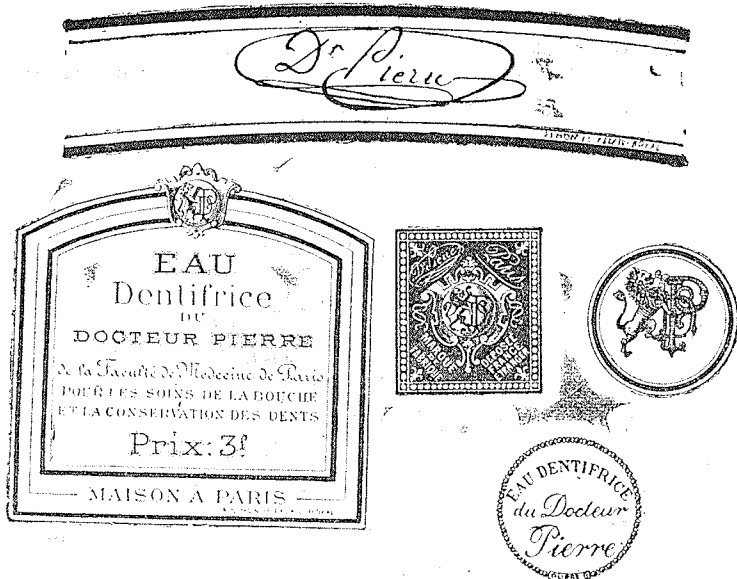 Dr Pierre
EAU
Dentifrice
DU
DOCTEUR PIERRE
de la Faculté de Médecine de Paris
POUR LES SOINS DE LA BOUCHE
ET LA CONSERVATION DES DENTS
Prix: 3f
MAISON A PARIS
EAU DENTIFRICE
du Docteur
Pierre